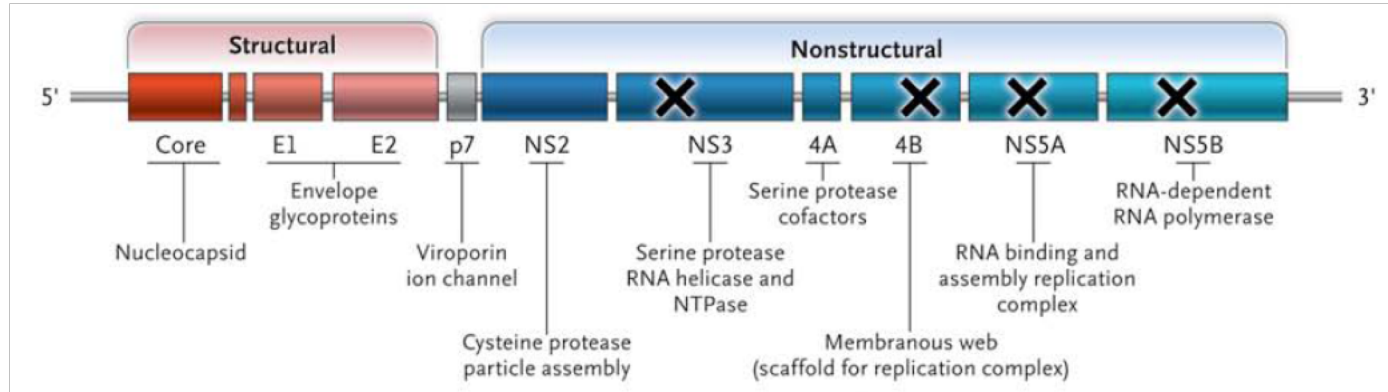 Structural
Nonstructural
5'
3'
Core
E1
E2
p7
NS2
NS3
4A
4B
NS5A
NS5B
Envelope
glycoproteins
Serine protease
cofactors
RNA-dependent
RNA polymerase
Nucleocapsid
Viroporin
ion channel
Serine protease
RNA helicase and
NTPase
RNA binding and
assembly replication
complex
Cysteine protease
particle assembly
Membranous web
(scaffold for replication complex)